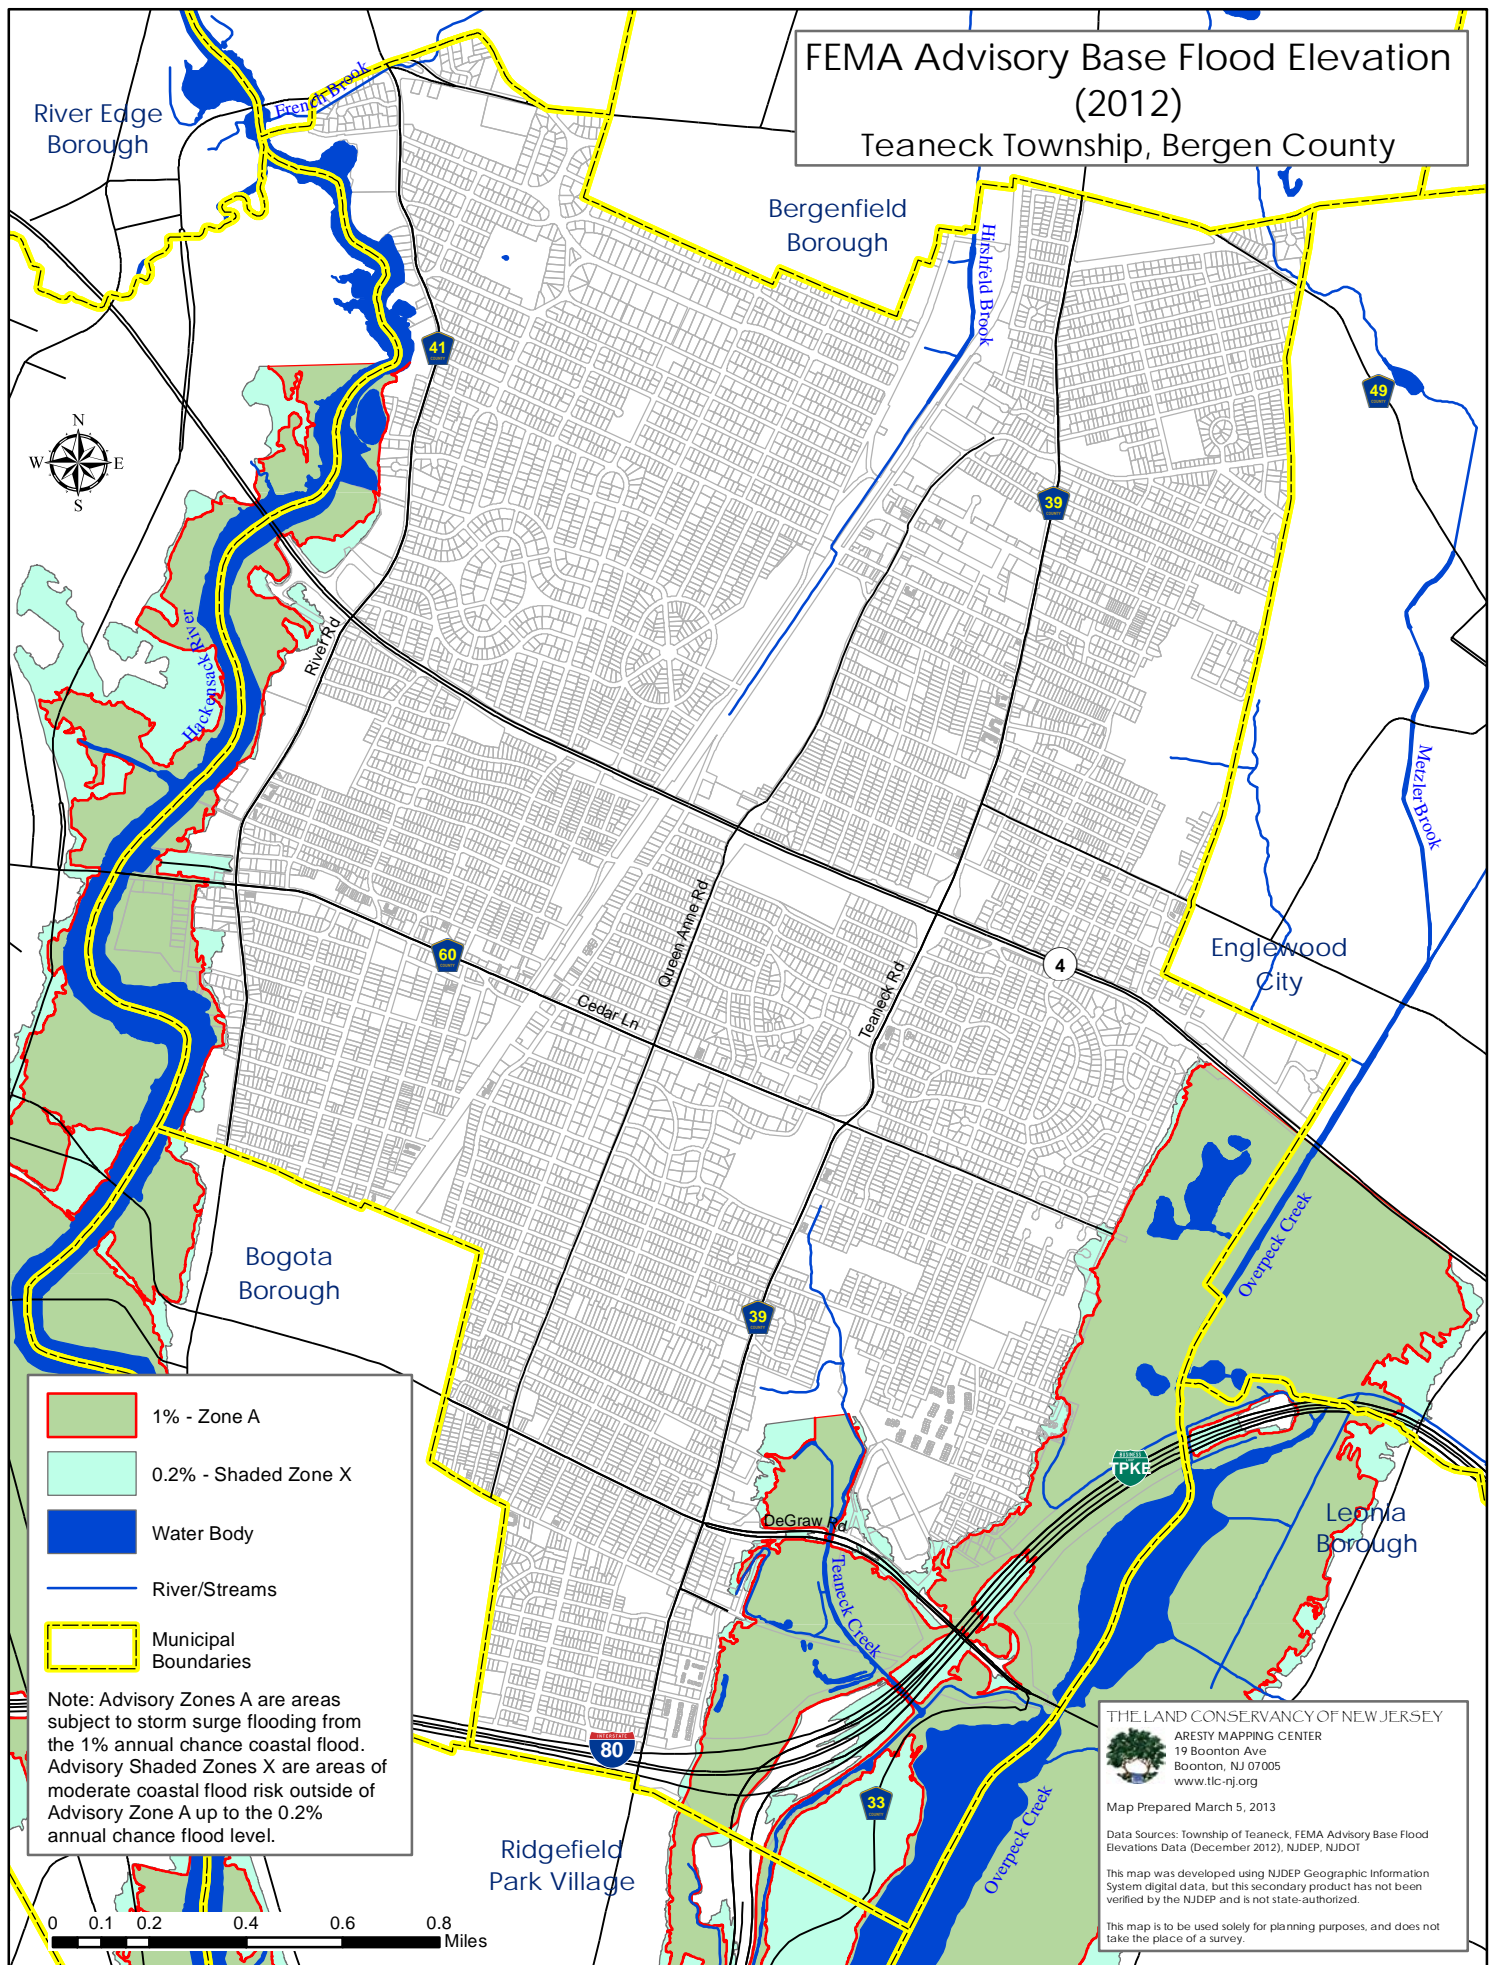 FEMA Advisory Base Flood Elevation
(2012)
Teaneck Township, Bergen County
River Edge
Borough
French Brook
Bergenfield
Borough
Hirshfeld Brook
41
COUNTY
49
COUNTY
N
W
E
S
39
COUNTY
Hackensack River
River Rd
Metzler Brook
Queen Anne Rd
60
COUNTY
Cedar Ln
Teaneck Rd
4
Englewood
City
Overpeck Creek
Bogota
Borough
39
COUNTY
1% - Zone A
0.2% - Shaded Zone X
Water Body
River/Streams
Municipal
Boundaries
Note: Advisory Zones A are areas
subject to storm surge flooding from
the 1% annual chance coastal flood.
Advisory Shaded Zones X are areas of
moderate coastal flood risk outside of
Advisory Zone A up to the 0.2%
annual chance flood level.
BUSINESS
TPKE
Leonia
Borough
DeGraw Rd
Teaneck Creek
INTERSTATE
80
33
COUNTY
Overpeck Creek
Ridgefield
Park Village
THE LAND CONSERVANCY OF NEW JERSEY
ARESTY MAPPING CENTER
19 Boonton Ave
Boonton, NJ 07005
www.tlc-nj.org
Map Prepared March 5, 2013
Data Sources: Township of Teaneck, FEMA Advisory Base Flood
Elevations Data (December 2012), NJDEP, NJDOT
This map was developed using NJDEP Geographic Information
System digital data, but this secondary product has not been
verified by the NJDEP and is not state-authorized.
This map is to be used solely for planning purposes, and does not
take the place of a survey.
0 0.1 0.2 0.4 0.6 0.8
Miles